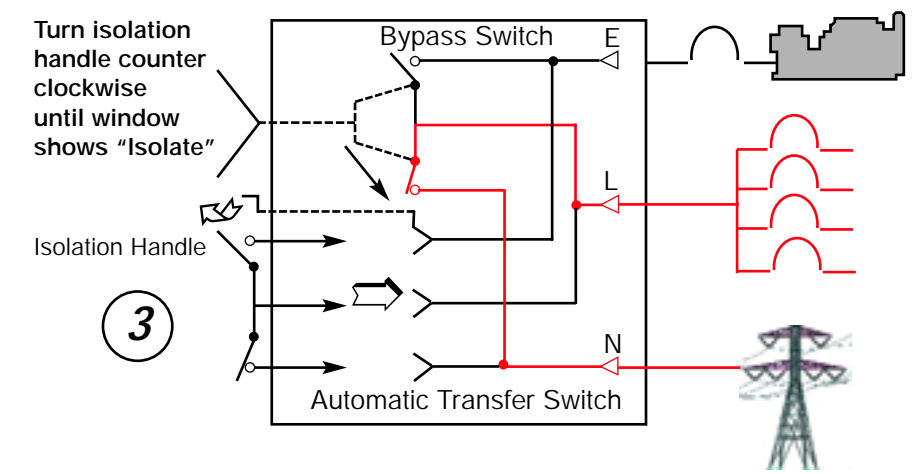 Turn isolation
handle counter
clockwise
until window
shows “Isolate”
Bypass Switch
E
L
Isolation Handle
3
N
Automatic Transfer Switch